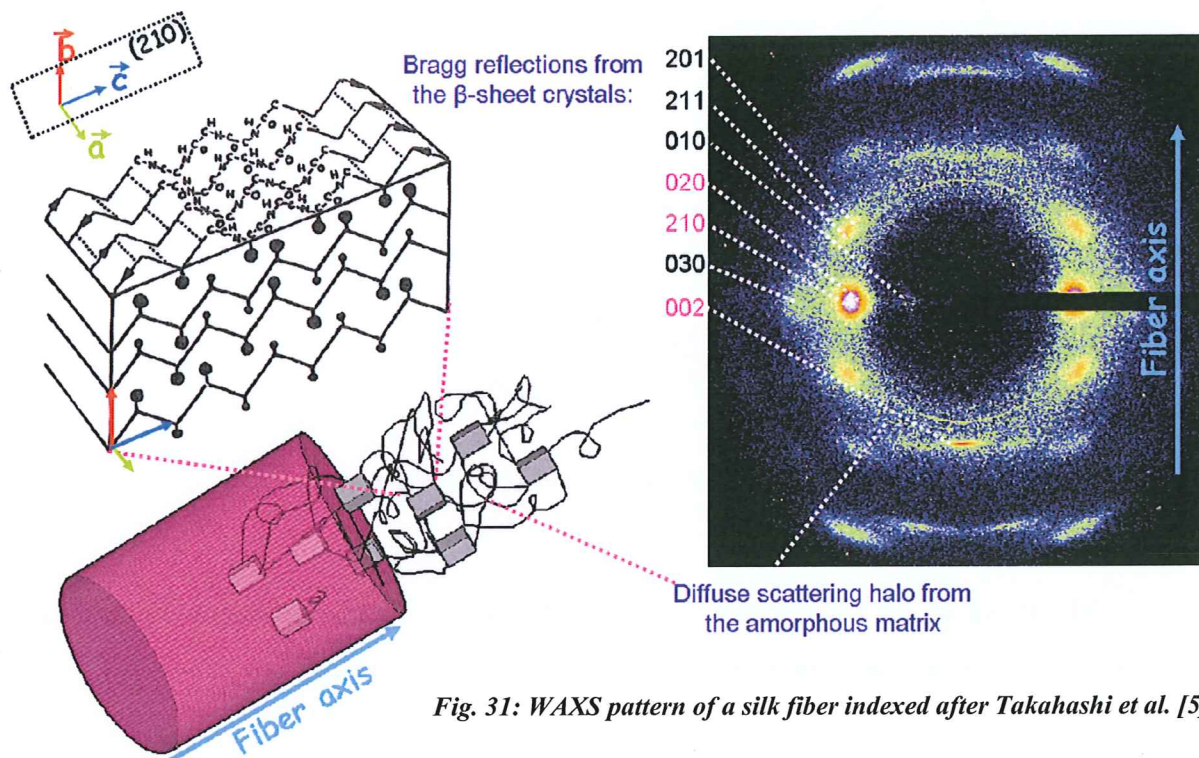 b
(210)
c
a
Bragg reflections from
the β-sheet crystals:
201
211
010
020
210
030
002
Fiber axis
Diffuse scattering halo from
the amorphous matrix
Fiber axis
Fig. 31: WAXS pattern of a silk fiber indexed after Takahashi et al. [5